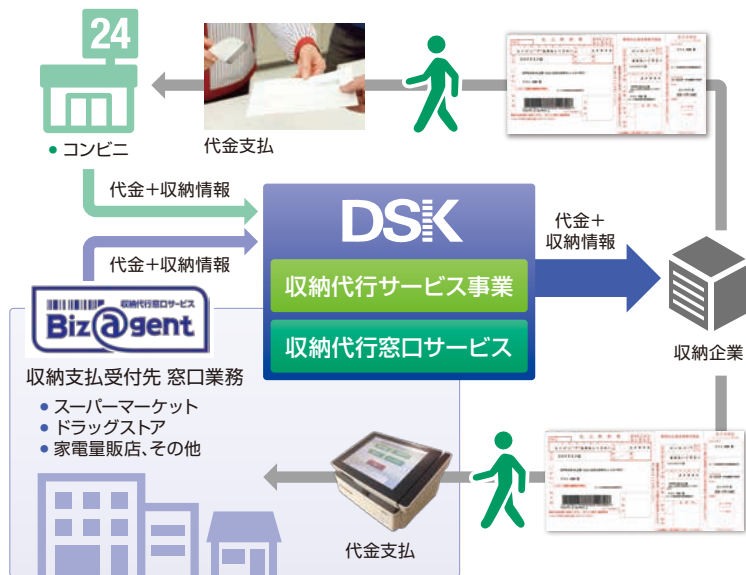 24
コンビニ
代金支払
代金+収納情報
代金+収納情報
DSK
収納代行サービス事業
収納代行窓口サービス
代金+
収納情報
収納企業
収納代行窓口サービス
Biz@gent
収納支払受付先 窓口業務
スーパーマーケット
ドラッグストア
家電量販店、その他
代金支払